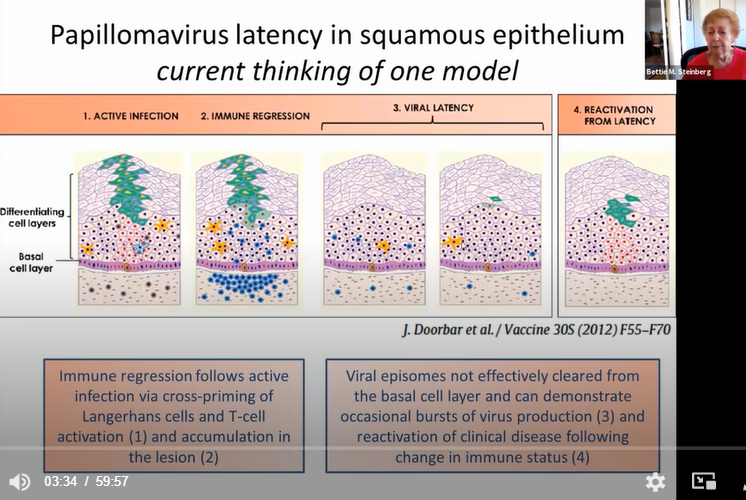 Papillomavirus latency in squamous epithelium
current thinking of one model
Bettie M. Steinberg
1. ACTIVE INFECTION
2. IMMUNE REGRESSION
3. VIRAL LATENCY
4. REACTIVATION
FROM LATENCY
Differentiating
cell layers
Basal
cell layer
J. Doorbar et al. / Vaccine 30S (2012) F55–F70
Immune regression follows active
infection via cross-priming of
Langerhans cells and T-cell
activation (1) and accumulation in
the lesion (2)
Viral episomes not effectively cleared from
the basal cell layer and can demonstrate
occasional bursts of virus production (3) and
reactivation of clinical disease following
change in immune status (4)
03:34 / 59:57